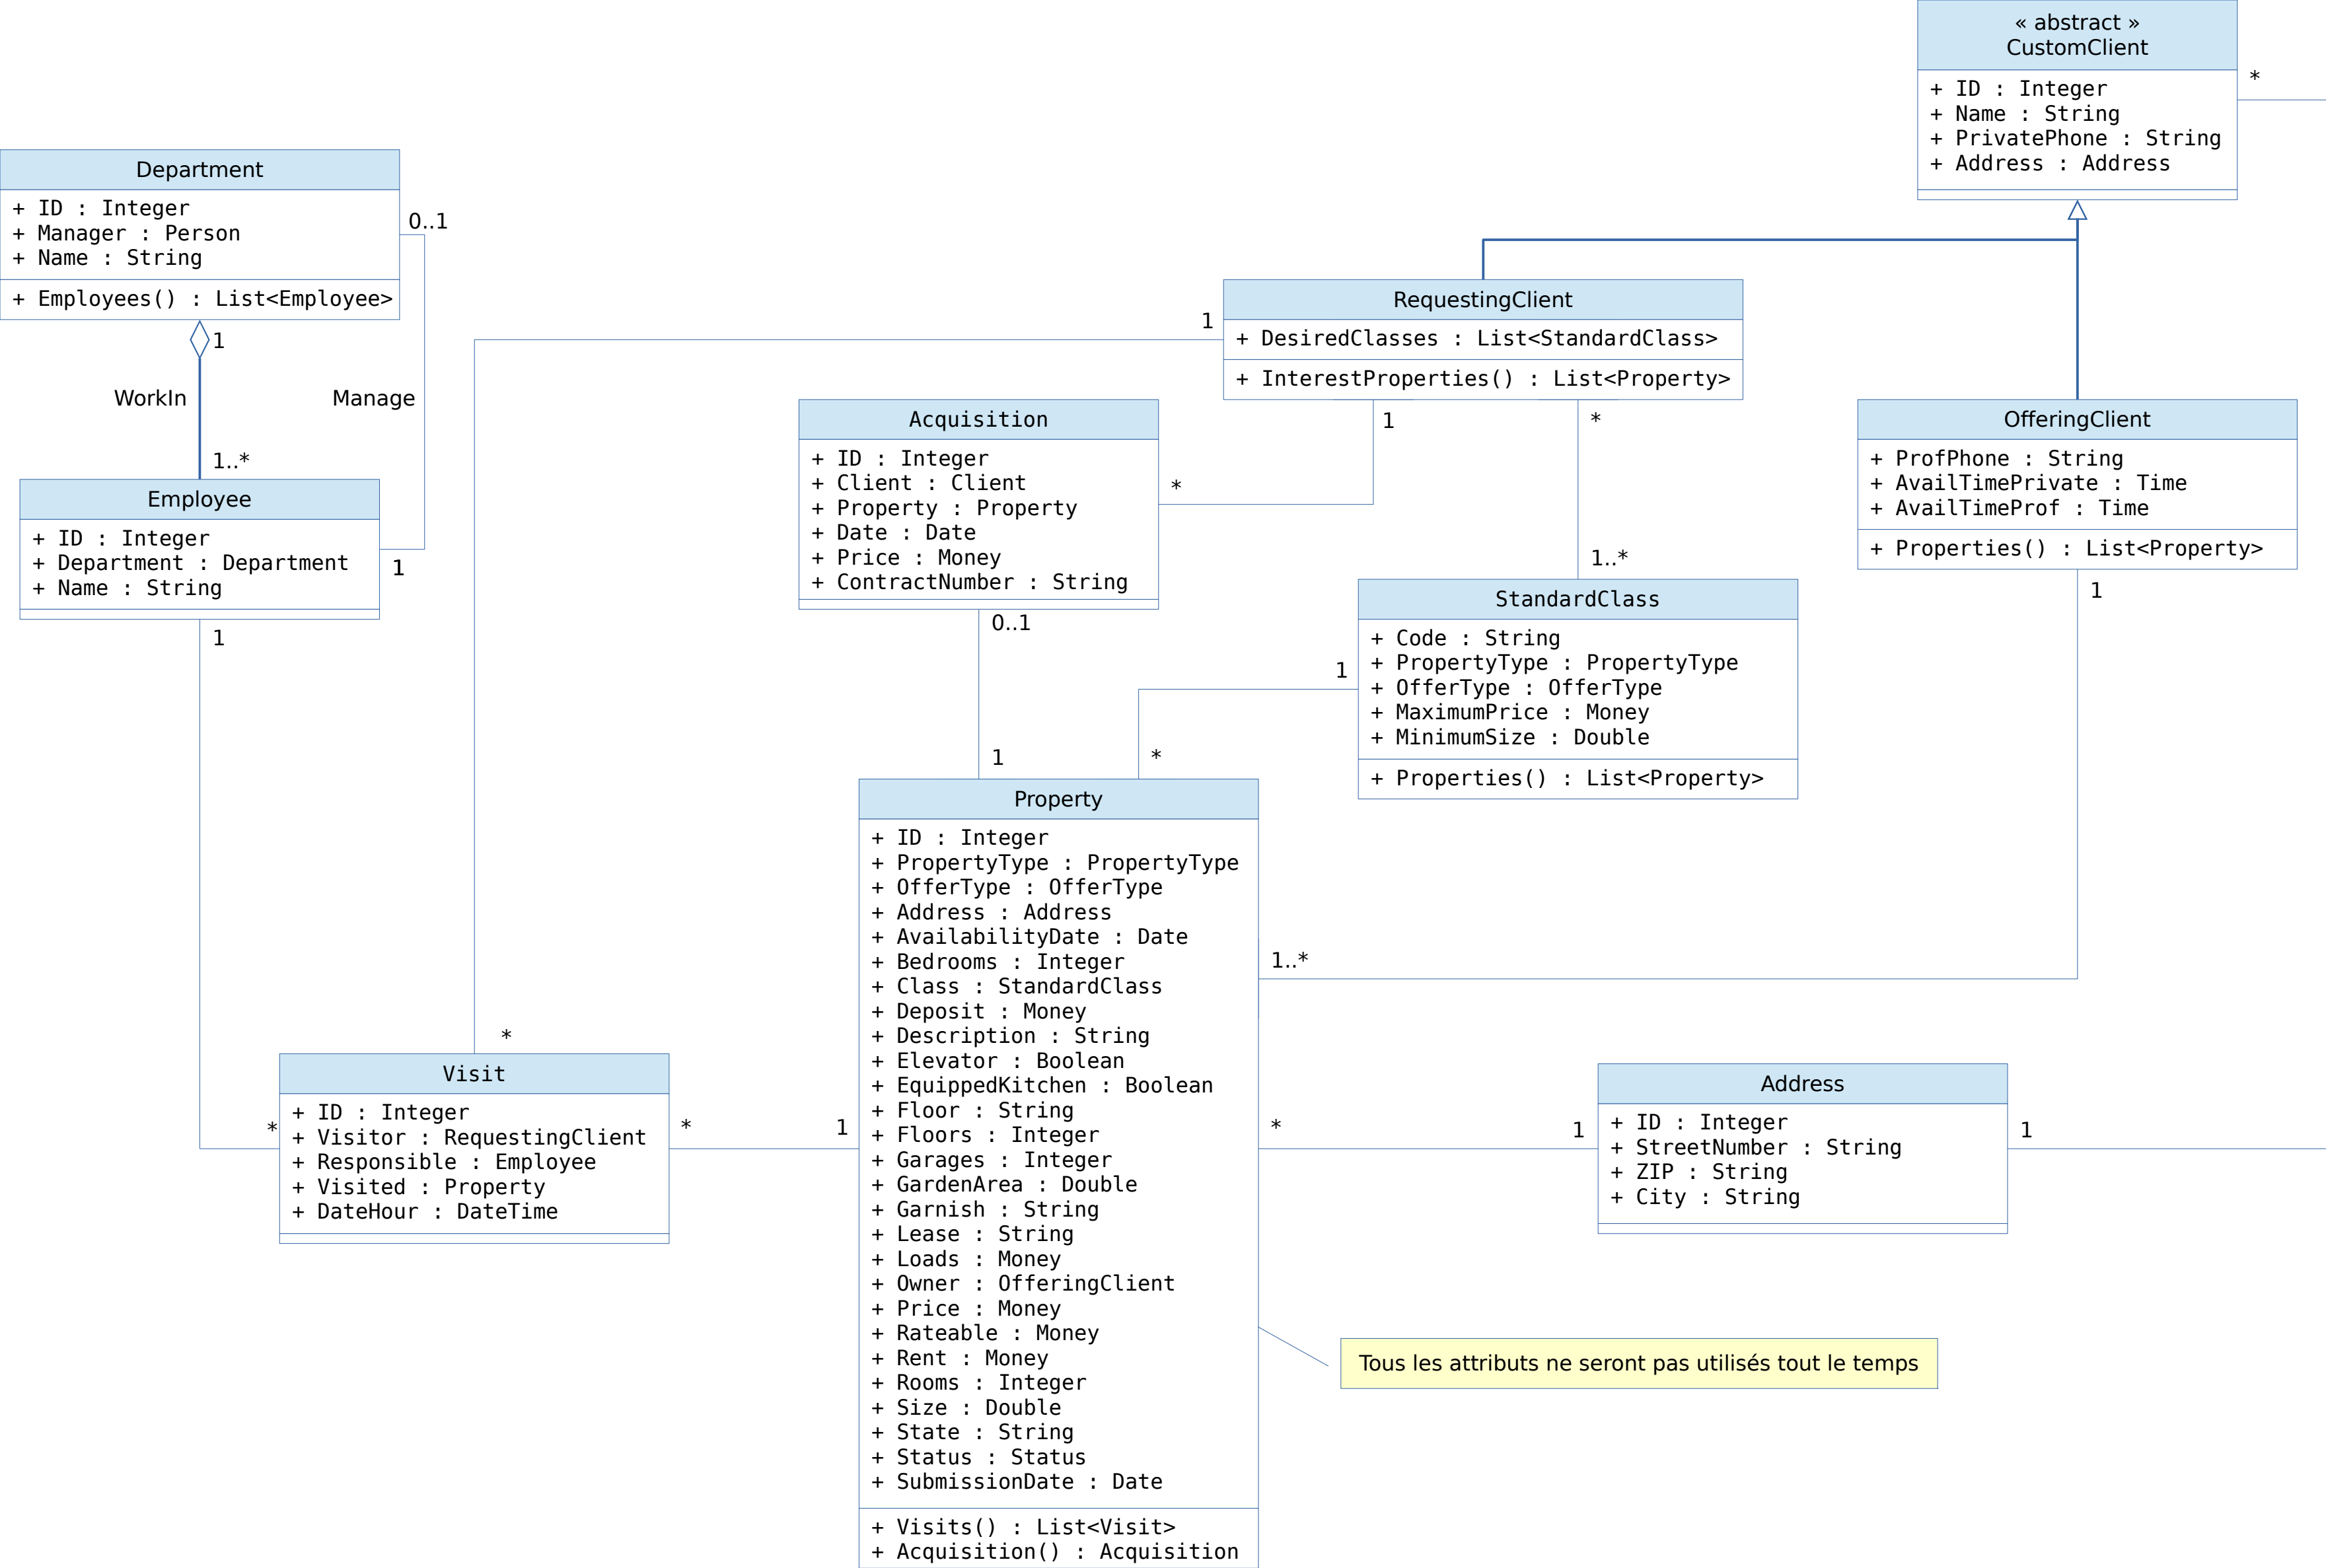 « abstract »
CustomClient
+ ID : Integer
+ Name : String
+ PrivatePhone : String
+ Address : Address
*
Department
+ ID : Integer
+ Manager : Person
+ Name : String
+ Employees() : List<Employee>
0..1
1
WorkIn
Manage
1..*
Employee
+ ID : Integer
+ Department : Department
+ Name : String
1
1
RequestingClient
+ DesiredClasses : List<StandardClass>
+ InterestProperties() : List<Property>
1
1
*
Acquisition
+ ID : Integer
+ Client : Client
+ Property : Property
+ Date : Date
+ Price : Money
+ ContractNumber : String
*
0..1
OfferingClient
+ ProfPhone : String
+ AvailTimePrivate : Time
+ AvailTimeProf : Time
+ Properties() : List<Property>
1
1..*
StandardClass
+ Code : String
+ PropertyType : PropertyType
+ OfferType : OfferType
+ MaximumPrice : Money
+ MinimumSize : Double
+ Properties() : List<Property>
1
1
*
Property
+ ID : Integer
+ PropertyType : PropertyType
+ OfferType : OfferType
+ Address : Address
+ AvailabilityDate : Date
+ Bedrooms : Integer
+ Class : StandardClass
+ Deposit : Money
+ Description : String
+ Elevator : Boolean
+ EquippedKitchen : Boolean
+ Floor : String
+ Floors : Integer
+ Garages : Integer
+ GardenArea : Double
+ Garnish : String
+ Lease : String
+ Loads : Money
+ Owner : OfferingClient
+ Price : Money
+ Rateable : Money
+ Rent : Money
+ Rooms : Integer
+ Size : Double
+ State : String
+ Status : Status
+ SubmissionDate : Date
+ Visits() : List<Visit>
+ Acquisition() : Acquisition
1..*
*
Visit
+ ID : Integer
+ Visitor : RequestingClient
+ Responsible : Employee
+ Visited : Property
+ DateHour : DateTime
*
*
1
*
1
Address
+ ID : Integer
+ StreetNumber : String
+ ZIP : String
+ City : String
1
Tous les attributs ne seront pas utilisés tout le temps